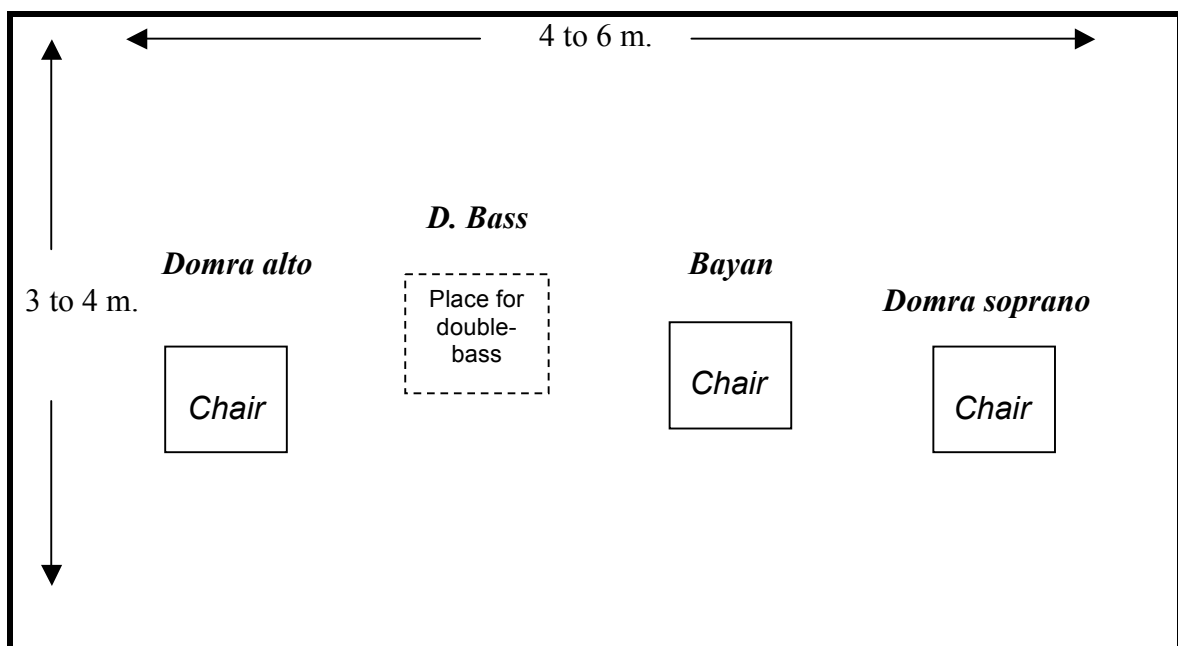 4 to 6 m.
D. Bass
Domra alto
Bayan
3 to 4 m.
Place for
double-
bass
Domra soprano
Chair
Chair
Chair